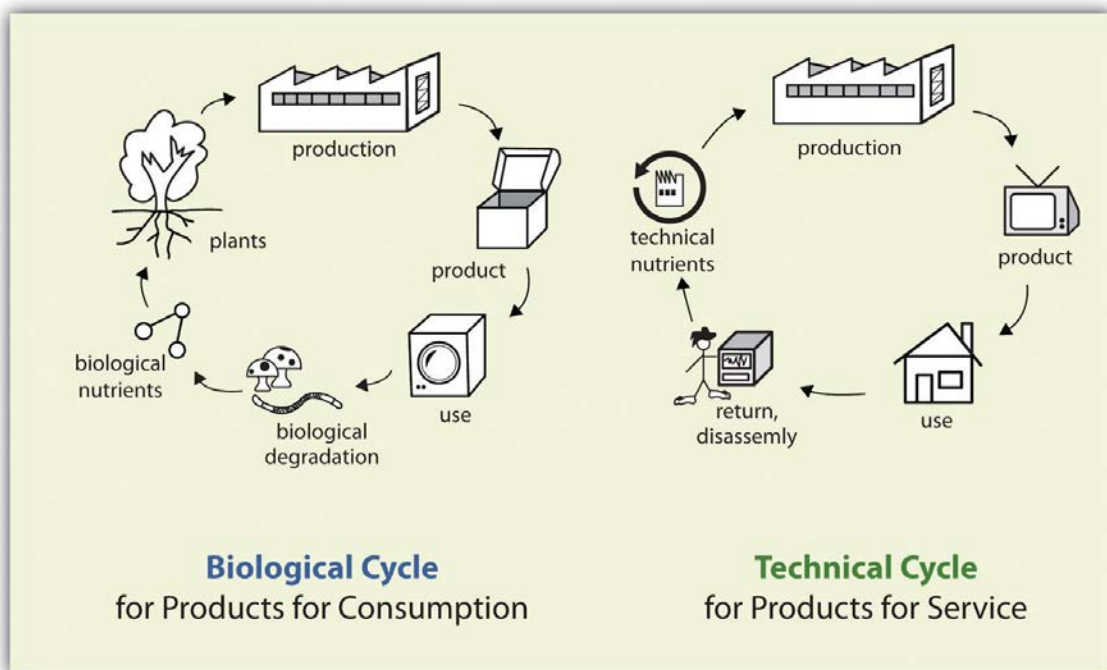 production
plants
product
biological
nutrients
use
biological
degradation
Biological Cycle
for Products for Consumption
production
technical
nutrients
product
return,
disassemly
use
Technical Cycle
for Products for Service